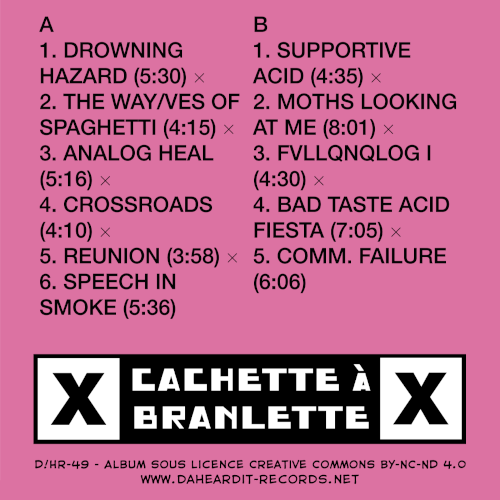 A
1. DROWNING
HAZARD (5:30) ×
2. THE WAY/VES OF
SPAGHETTI (4:15) ×
3. ANALOG HEAL
(5:16) ×
4. CROSSROADS
(4:10) ×
5. REUNION (3:58) ×
6. SPEECH IN
SMOKE (5:36)
B
1. SUPPORTIVE
ACID (4:35) ×
2. MOTHS LOOKING
AT ME (8:01) ×
3. FVLLQNQLOG I
(4:30) ×
4. BAD TASTE ACID
FIESTA (7:05) ×
5. COMM. FAILURE
(6:06)
X CACHETTE À X
BRANLETTE
D!HR-49 - ALBUM SOUS LICENCE CREATIVE COMMONS BY-NC-ND 4.0
WWW.DAHEARDIT-RECORDS.NET